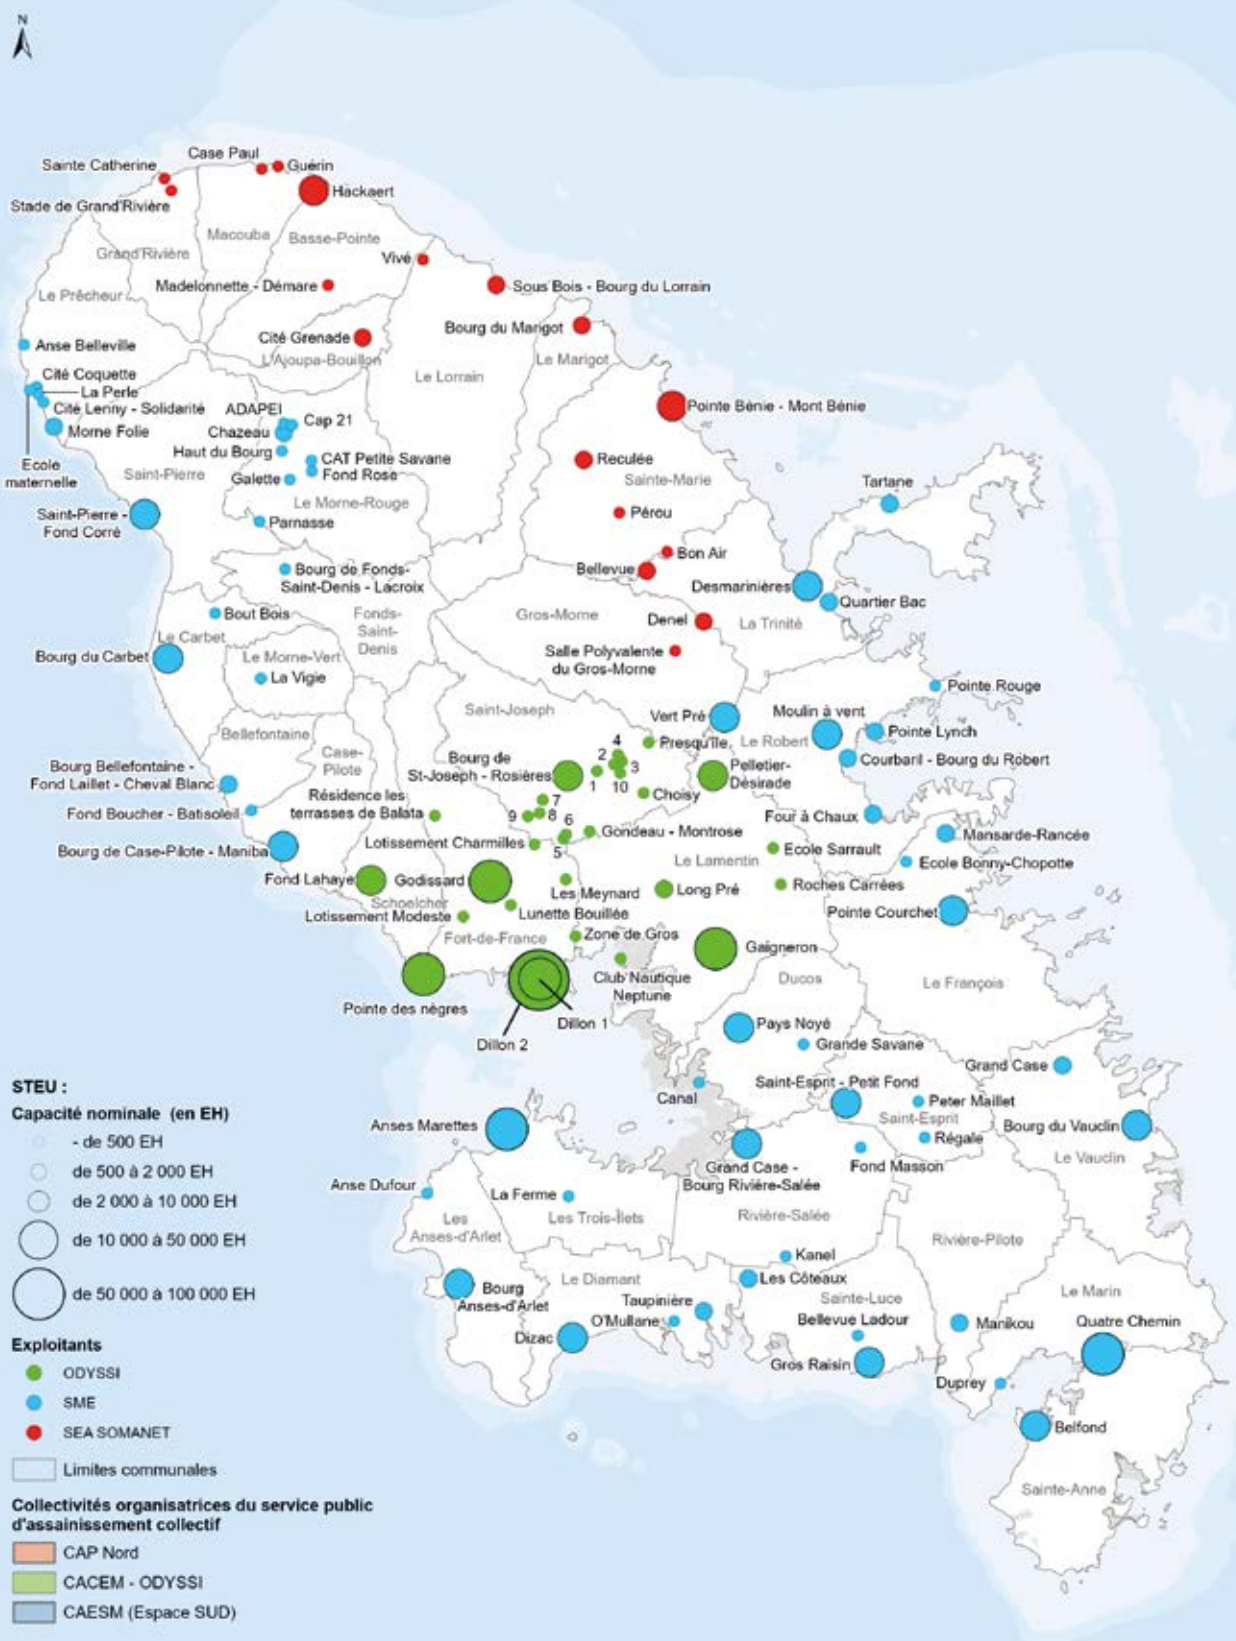 N
Case Paul
Guérin
Sainte Catherine
Hackaert
Stade de Grand'Rivière
Macouba
Basse-Pointe
Grand'Rivière
Vivé
Madelonnette - Démare
Sous Bois - Bourg du Lorrain
Le Prêcheur
Bourg du Marigot
Cité Grenade
Anse Belleville
L'Ajoupa-Bouillon
Le Marigot
Le Lorrain
Cité Coquette
La Perle
Cité Lenny - Solidarité
ADAPEI
Cap 21
Pointe Bénie - Mont Bénie
Morne Folie
Chazeau
Haut du Bourg
CAT Petite Savane
Reculée
Ecole
maternelle
Saint-Pierre
Galette
Fond Rose
Sainte-Marie
Tartane
Le Morne-Rouge
Saint-Pierre -
Fond Corré
Parnasse
Pérou
Bon Air
Bourg de Fonds-
Saint-Denis - Lacroix
Bellevue
Desmarinières
Quartier Bac
Bout Bois
Fonds-
Saint-
Denis
Gros-Morne
Denel
La Trinité
Le Carbet
Bourg du Carbet
Le Morne-Vert
Salle Polyvalente
du Gros-Morne
La Vigie
Pointe Rouge
Saint-Joseph
Vert Pré
Moulin à vent
Bellefontaine
4
Presqu'île
Le Robert
Pointe Lynch
Case-
Pilote
Bourg de
St-Joseph - Rosières
2
3
1
10
Pelletier-
Désirade
Courbaril - Bourg du Robert
Bourg Bellefontaine -
Fond Laillet - Cheval Blanc
Résidence les
terrasses de Balata
Choisy
7
9
8
Four à Chaux
Fond Boucher - Batisoleil
6
Gondeau - Montrose
Mansarde-Rancée
Bourg de Case-Pilote - Maniba
Lotissement Charmilles
5
Ecole Sarrault
Le Lamentin
Ecole Bonny-Chopotte
Fond Lahaye
Godissard
Les Meynard
Long Pré
Roches Carrées
Schoelcher
Lotissement Modeste
Lunette Bouillée
Pointe Courchet
Fort-de-France
Zone de Gros
Gaigneron
Club Nautique
Neptune
Ducos
Le François
Pointe des nègres
Dillon 1
Dillon 2
Pays Noyé
Grande Savane
Grand Case
Saint-Esprit - Petit Fond
Canal
Peter Maillet
Saint-Esprit
Anses Marettes
Régale
Bourg du Vauclin
Grand Case -
Bourg Rivière-Salée
Fond Masson
Le Vauclin
Anse Dufour
La Ferme
Les
Anses-d'Arlet
Les Trois-Îlets
Rivière-Salée
Rivière-Pilote
Kanel
Bourg
Anses-d'Arlet
Le Diamant
Les Côteaux
Le Marin
Taupinière
Sainte-Luce
O'Mullane
Bellevue Ladour
Manikou
Quatre Chemin
Dizac
Gros Raisin
Duprey
Belfond
Sainte-Anne
STEU :
Capacité nominale (en EH)
- de 500 EH
de 500 à 2 000 EH
de 2 000 à 10 000 EH
de 10 000 à 50 000 EH
de 50 000 à 100 000 EH
Exploitants
ODYSSI
SME
SEA SOMANET
Limites communales
Collectivités organisatrices du service public
d'assainissement collectif
CAP Nord
CACEM - ODYSSI
CAESM (Espace SUD)